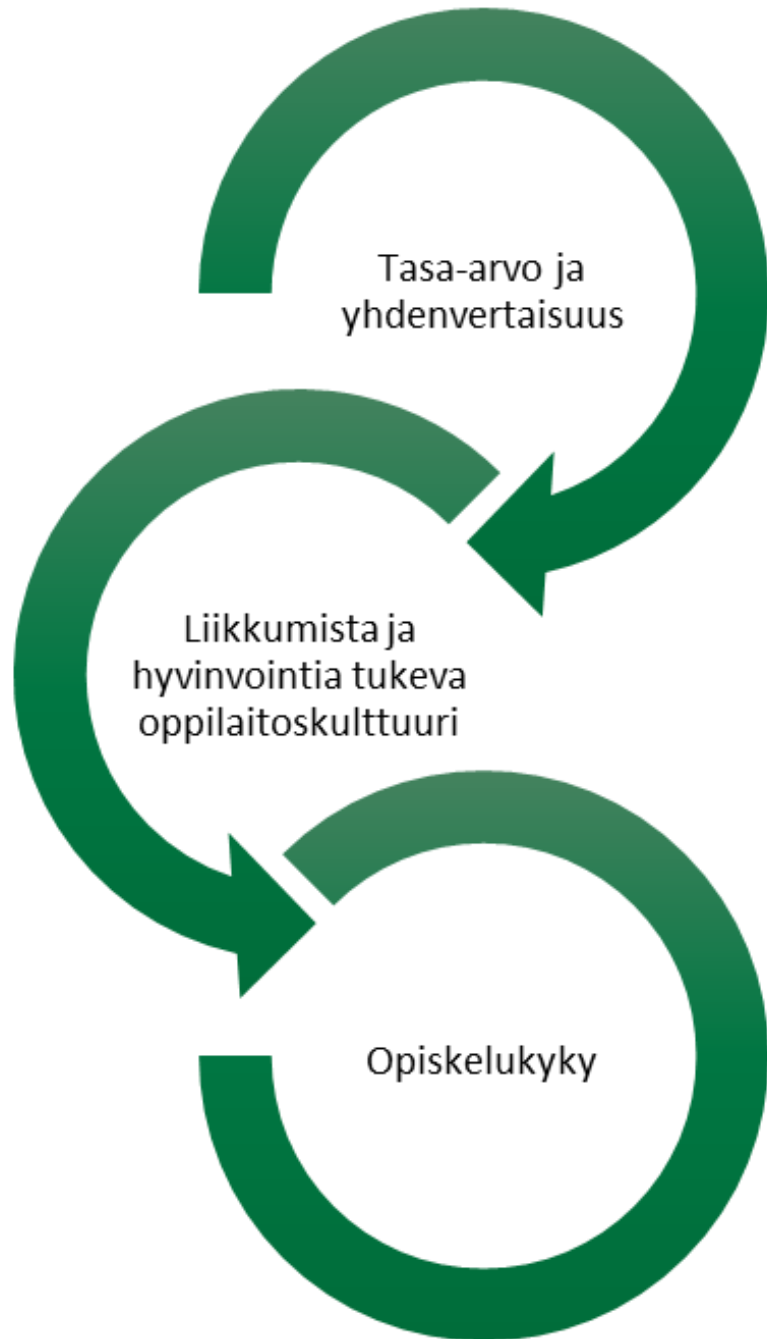 Tasa-arvo ja
yhdenvertaisuus
Liikkumista ja
hyvinvointia tukeva
oppilaitoskulttuuri
Opiskelukyky